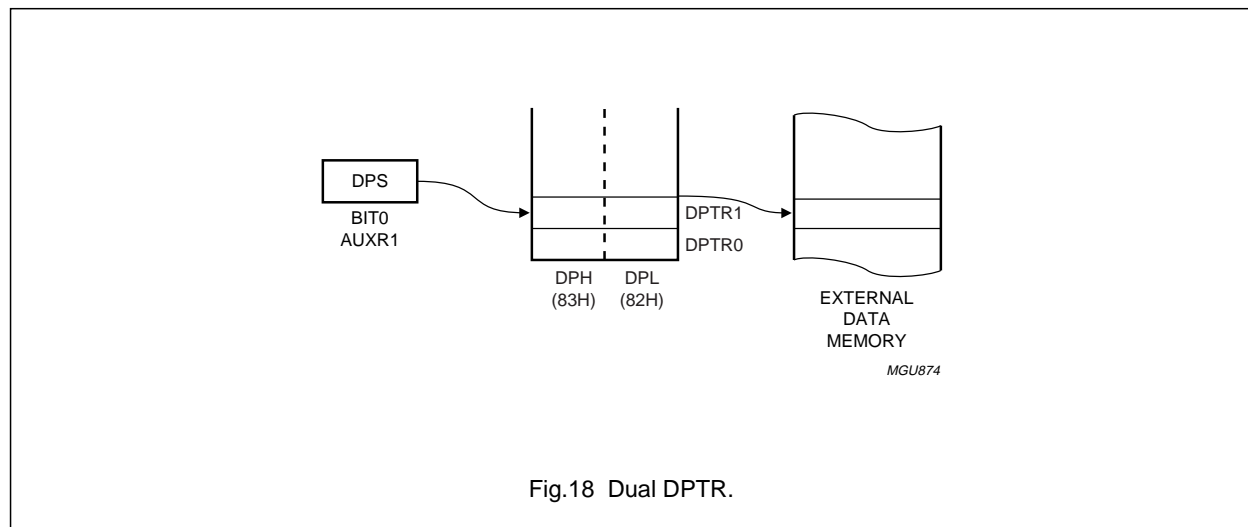 DPS
BIT0
AUXR1
DPTR1
DPTR0
DPH
(83H)
DPL
(82H)
EXTERNAL
DATA
MEMORY
MGU874
Fig.18 Dual DPTR.